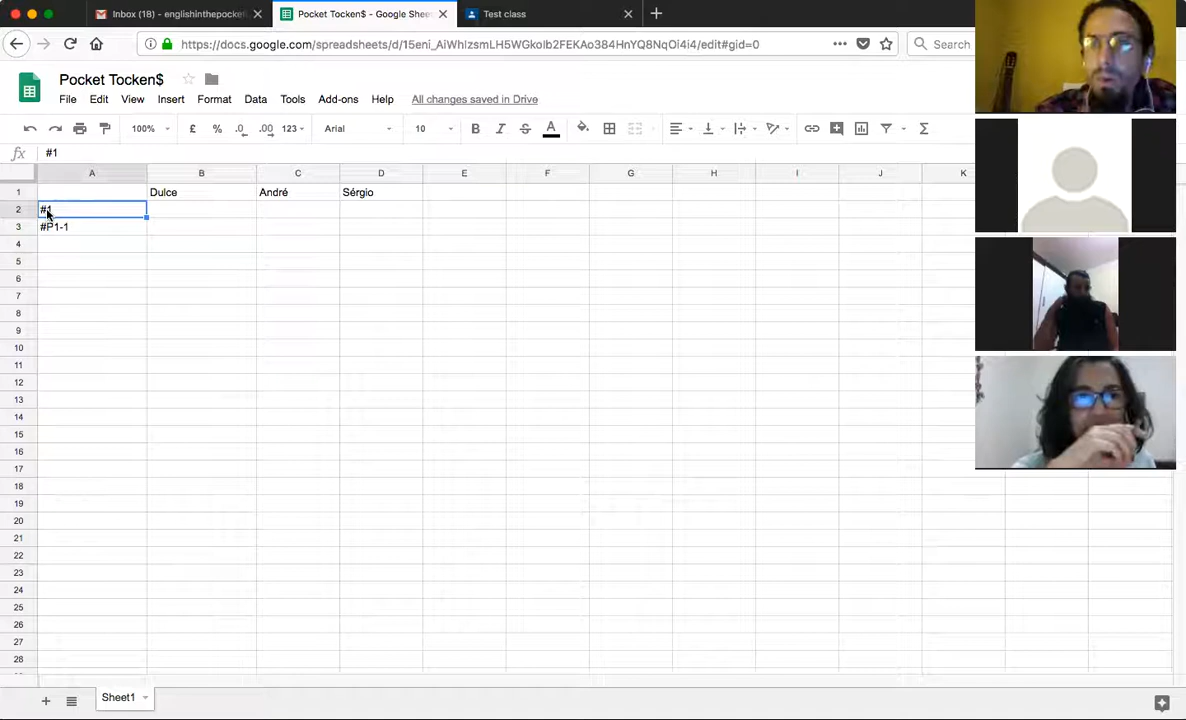 Inbox (18) - englishinthepocket
Pocket Tocken$ - Google Sheets
Test class
https://docs.google.com/spreadsheets/d/15eni_AiWhIzsmLH5WGkolb2FEKAo384HnYQ8NqOi4i4/edit#gid=0
Search
Pocket Tocken$
File Edit View Insert Format Data Tools Add-ons Help All changes saved in Drive
100% £ % .0 .00 123 Arial 10 B I S A Σ
fx #1
A B C D E F G H I J K
1 Dulce André Sérgio
2 #1
3 #P1-1
4
5
6
7
8
9
10
11
12
13
14
15
16
17
18
19
20
21
22
23
24
25
26
27
28
Sheet1